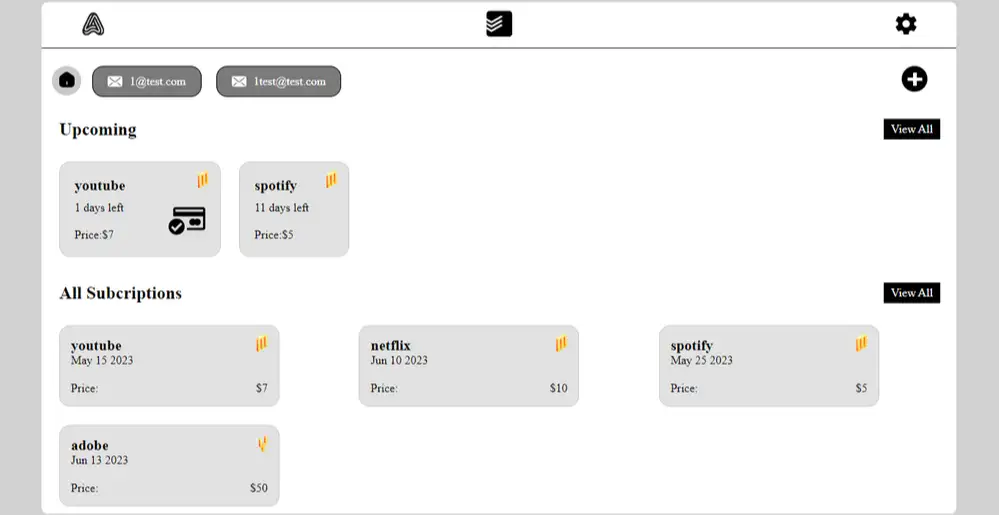 1@test.com 1test@test.com
Upcoming View All
youtube
1 days left
Price:$7
spotify
11 days left
Price:$5
All Subcriptions View All
youtube
May 15 2023
Price: $7
netflix
Jun 10 2023
Price: $10
spotify
May 25 2023
Price: $5
adobe
Jun 13 2023
Price: $50